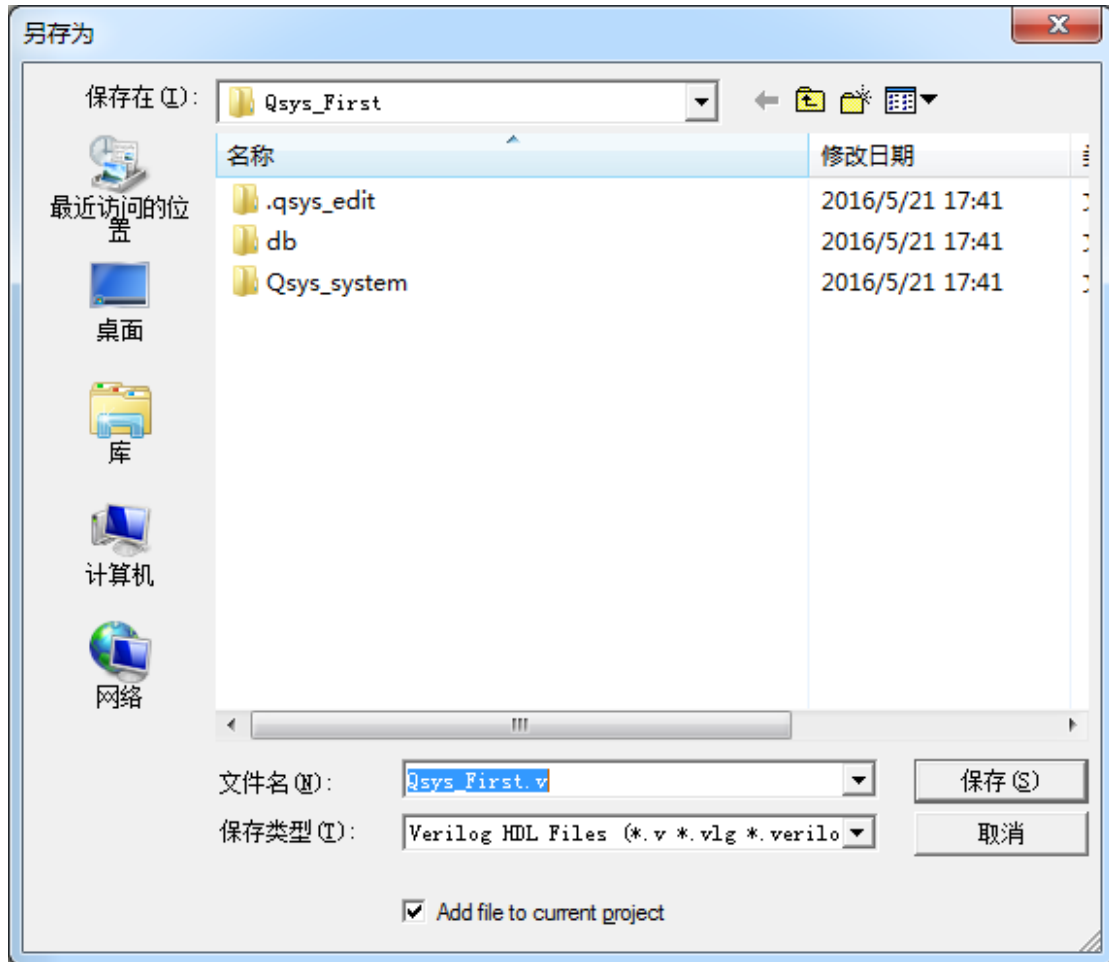 另存为
保存在(I):
Qsys_First
名称
修改日期
.qsys_edit
2016/5/21 17:41
db
2016/5/21 17:41
Qsys_system
2016/5/21 17:41
最近访问的位
置
桌面
库
计算机
网络
文件名(N):
Qsys_First.v
保存(S)
保存类型(T):
Verilog HDL Files (*.v *.vlg *.verilo
取消
Add file to current project